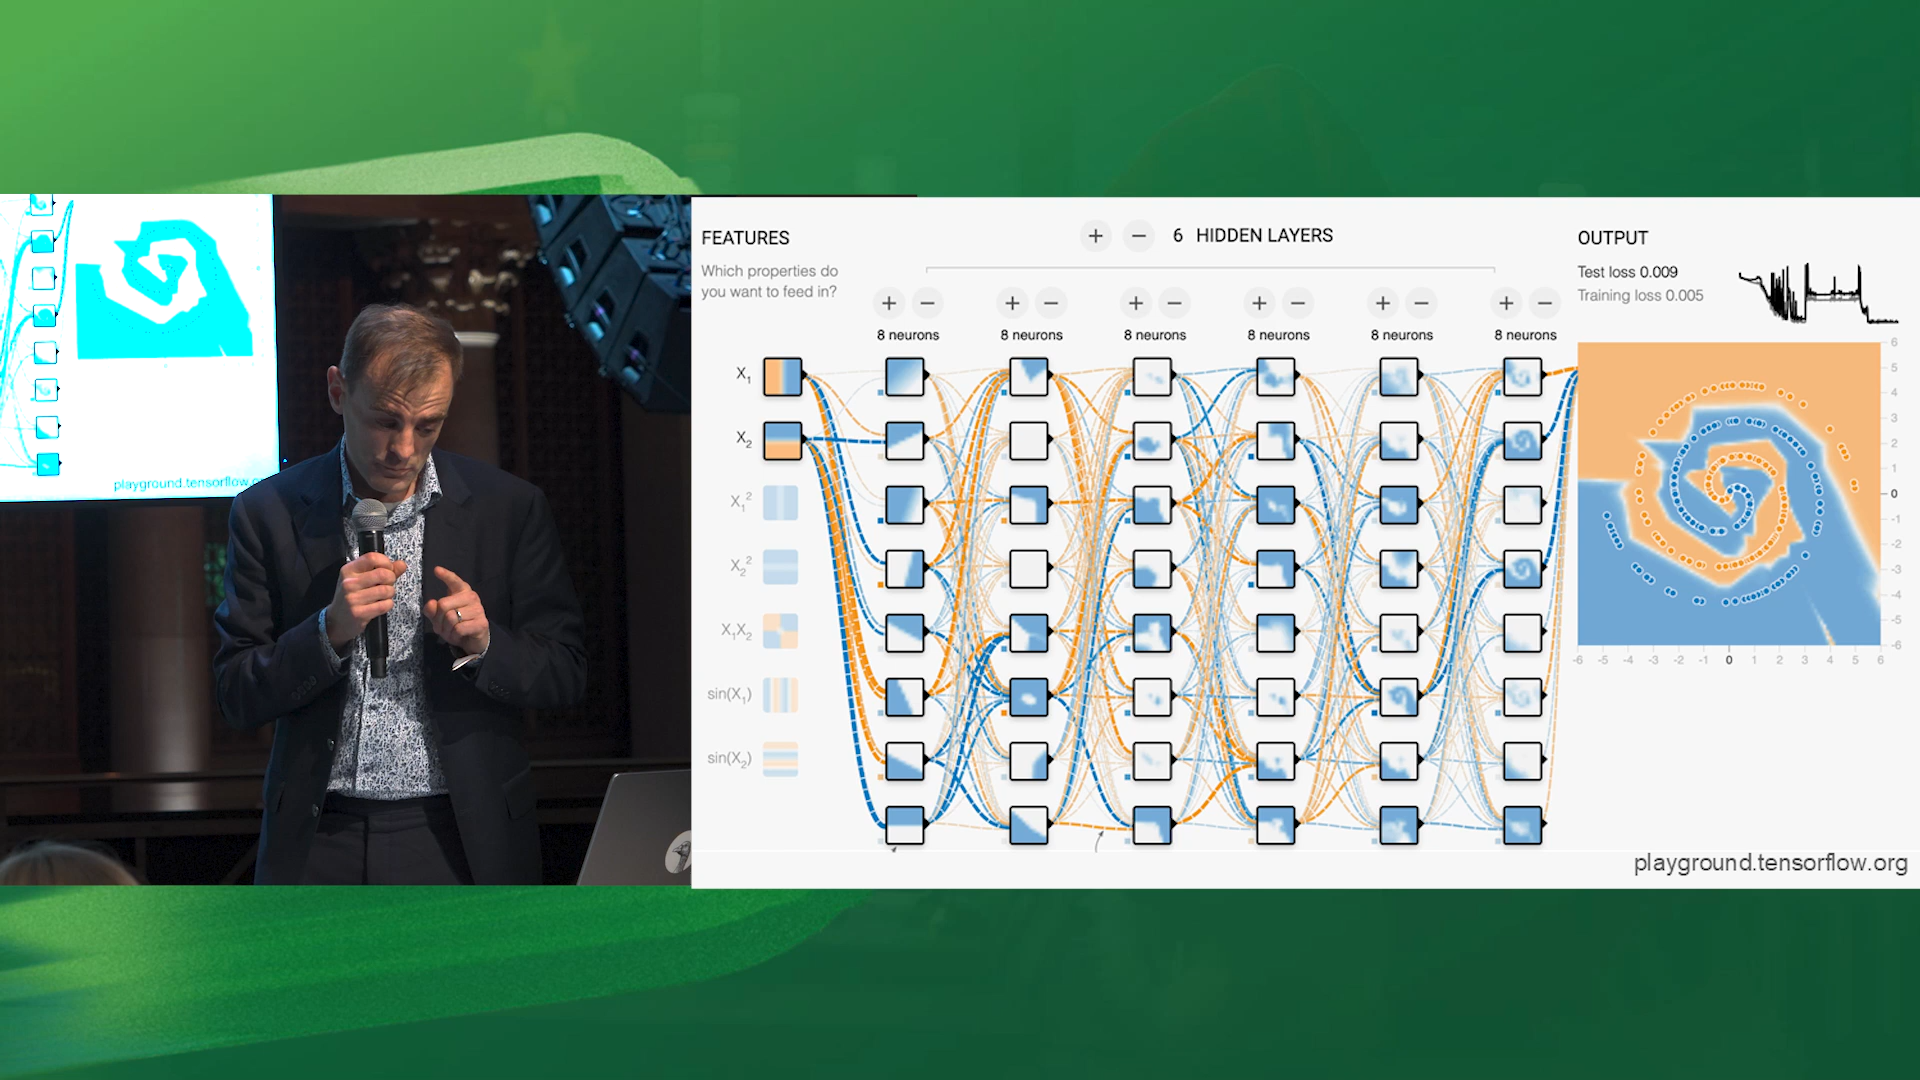 playground.tensorflow.o
FEATURES
Which properties do
you want to feed in?
+ − 6 HIDDEN LAYERS
+ − + − + − + − + − + −
8 neurons 8 neurons 8 neurons 8 neurons 8 neurons 8 neurons
X₁
X₂
X₁²
X₂²
X₁X₂
sin(X₁)
sin(X₂)
OUTPUT
Test loss 0.009
Training loss 0.005
6
5
4
3
2
1
0
-1
-2
-3
-4
-5
-6
-6 -5 -4 -3 -2 -1 0 1 2 3 4 5 6
playground.tensorflow.org